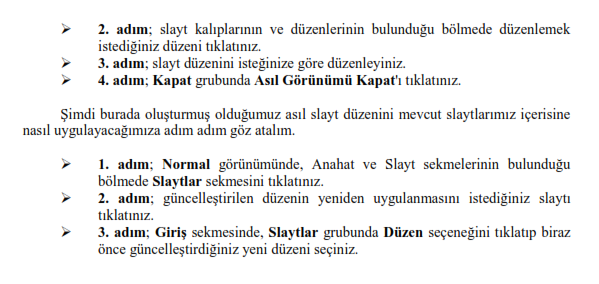 ➢ 2. adım; slayt kalıplarının ve düzenlerinin bulunduğu bölmede düzenlemek
istediğiniz düzeni tıklatınız.
➢ 3. adım; slayt düzenini isteğinize göre düzenleyiniz.
➢ 4. adım; Kapat grubunda Asıl Görünümü Kapat'ı tıklatınız.
Şimdi burada oluşturmuş olduğumuz asıl slayt düzenini mevcut slaytlarımız içerisine
nasıl uygulayacağımıza adım adım göz atalım.
➢ 1. adım; Normal görünümünde, Anahat ve Slayt sekmelerinin bulunduğu
bölmede Slaytlar sekmesini tıklatınız.
➢ 2. adım; güncelleştirilen düzenin yeniden uygulanmasını istediğiniz slaytı
tıklatınız.
➢ 3. adım; Giriş sekmesinde, Slaytlar grubunda Düzen seçeneğini tıklatıp biraz
önce güncelleştirdiğiniz yeni düzeni seçiniz.